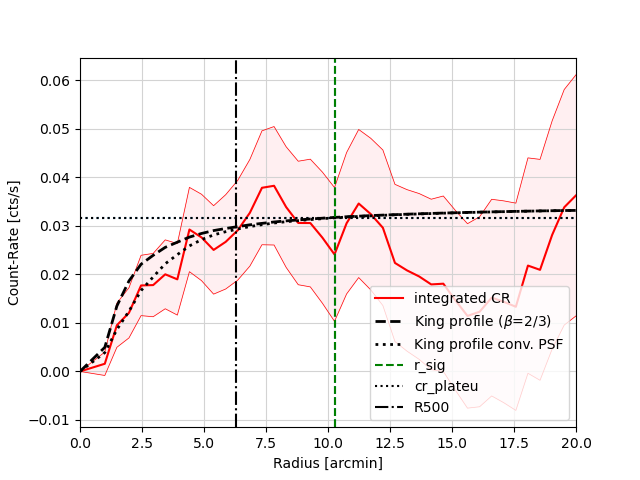 0.06
0.05
0.04
0.03
0.02
0.01
0.00
−0.01
Count-Rate [cts/s]
integrated CR
King profile (β=2/3)
King profile conv. PSF
r_sig
cr_plateu
R500
0.0 2.5 5.0 7.5 10.0 12.5 15.0 17.5 20.0
Radius [arcmin]